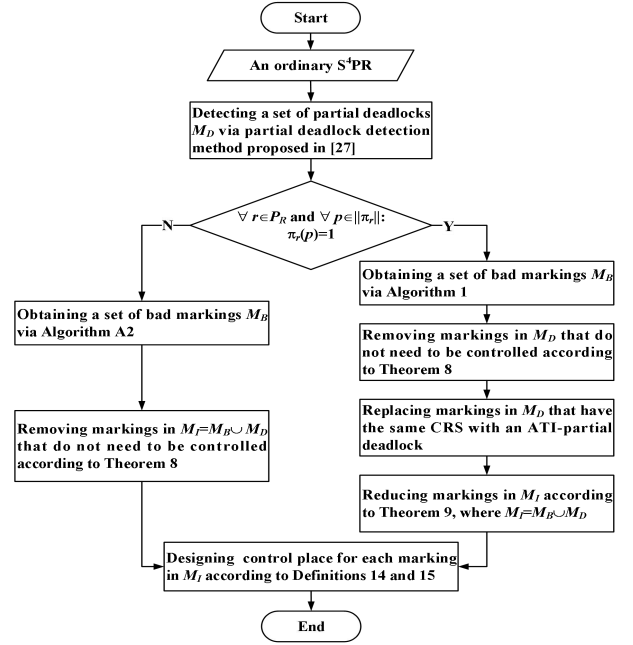 Start
An ordinary S⁴PR
Detecting a set of partial deadlocks
M_D via partial deadlock detection
method proposed in [27]
∀ r∈P_R and ∀ p∈||π_r||:
π_r(p)=1
N
Y
Obtaining a set of bad markings M_B
via Algorithm A2
Removing markings in M_I=M_B∪ M_D
that do not need to be controlled
according to Theorem 8
Obtaining a set of bad markings M_B
via Algorithm 1
Removing markings in M_D that do
not need to be controlled according
to Theorem 8
Replacing markings in M_D that have
the same CRS with an ATI-partial
deadlock
Reducing markings in M_I according
to Theorem 9, where M_I=M_B∪M_D
Designing control place for each marking
in M_I according to Definitions 14 and 15
End